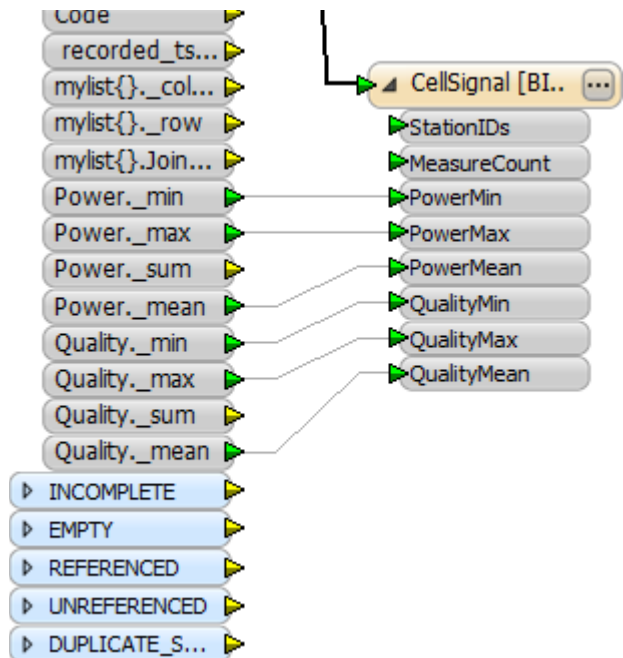 Code
recorded_ts...
mylist{}._col...
mylist{}._row
mylist{}.Join...
Power._min
Power._max
Power._sum
Power._mean
Quality._min
Quality._max
Quality._sum
Quality._mean
INCOMPLETE
EMPTY
REFERENCED
UNREFERENCED
DUPLICATE_S...
CellSignal [BI.. ...
StationIDs
MeasureCount
PowerMin
PowerMax
PowerMean
QualityMin
QualityMax
QualityMean